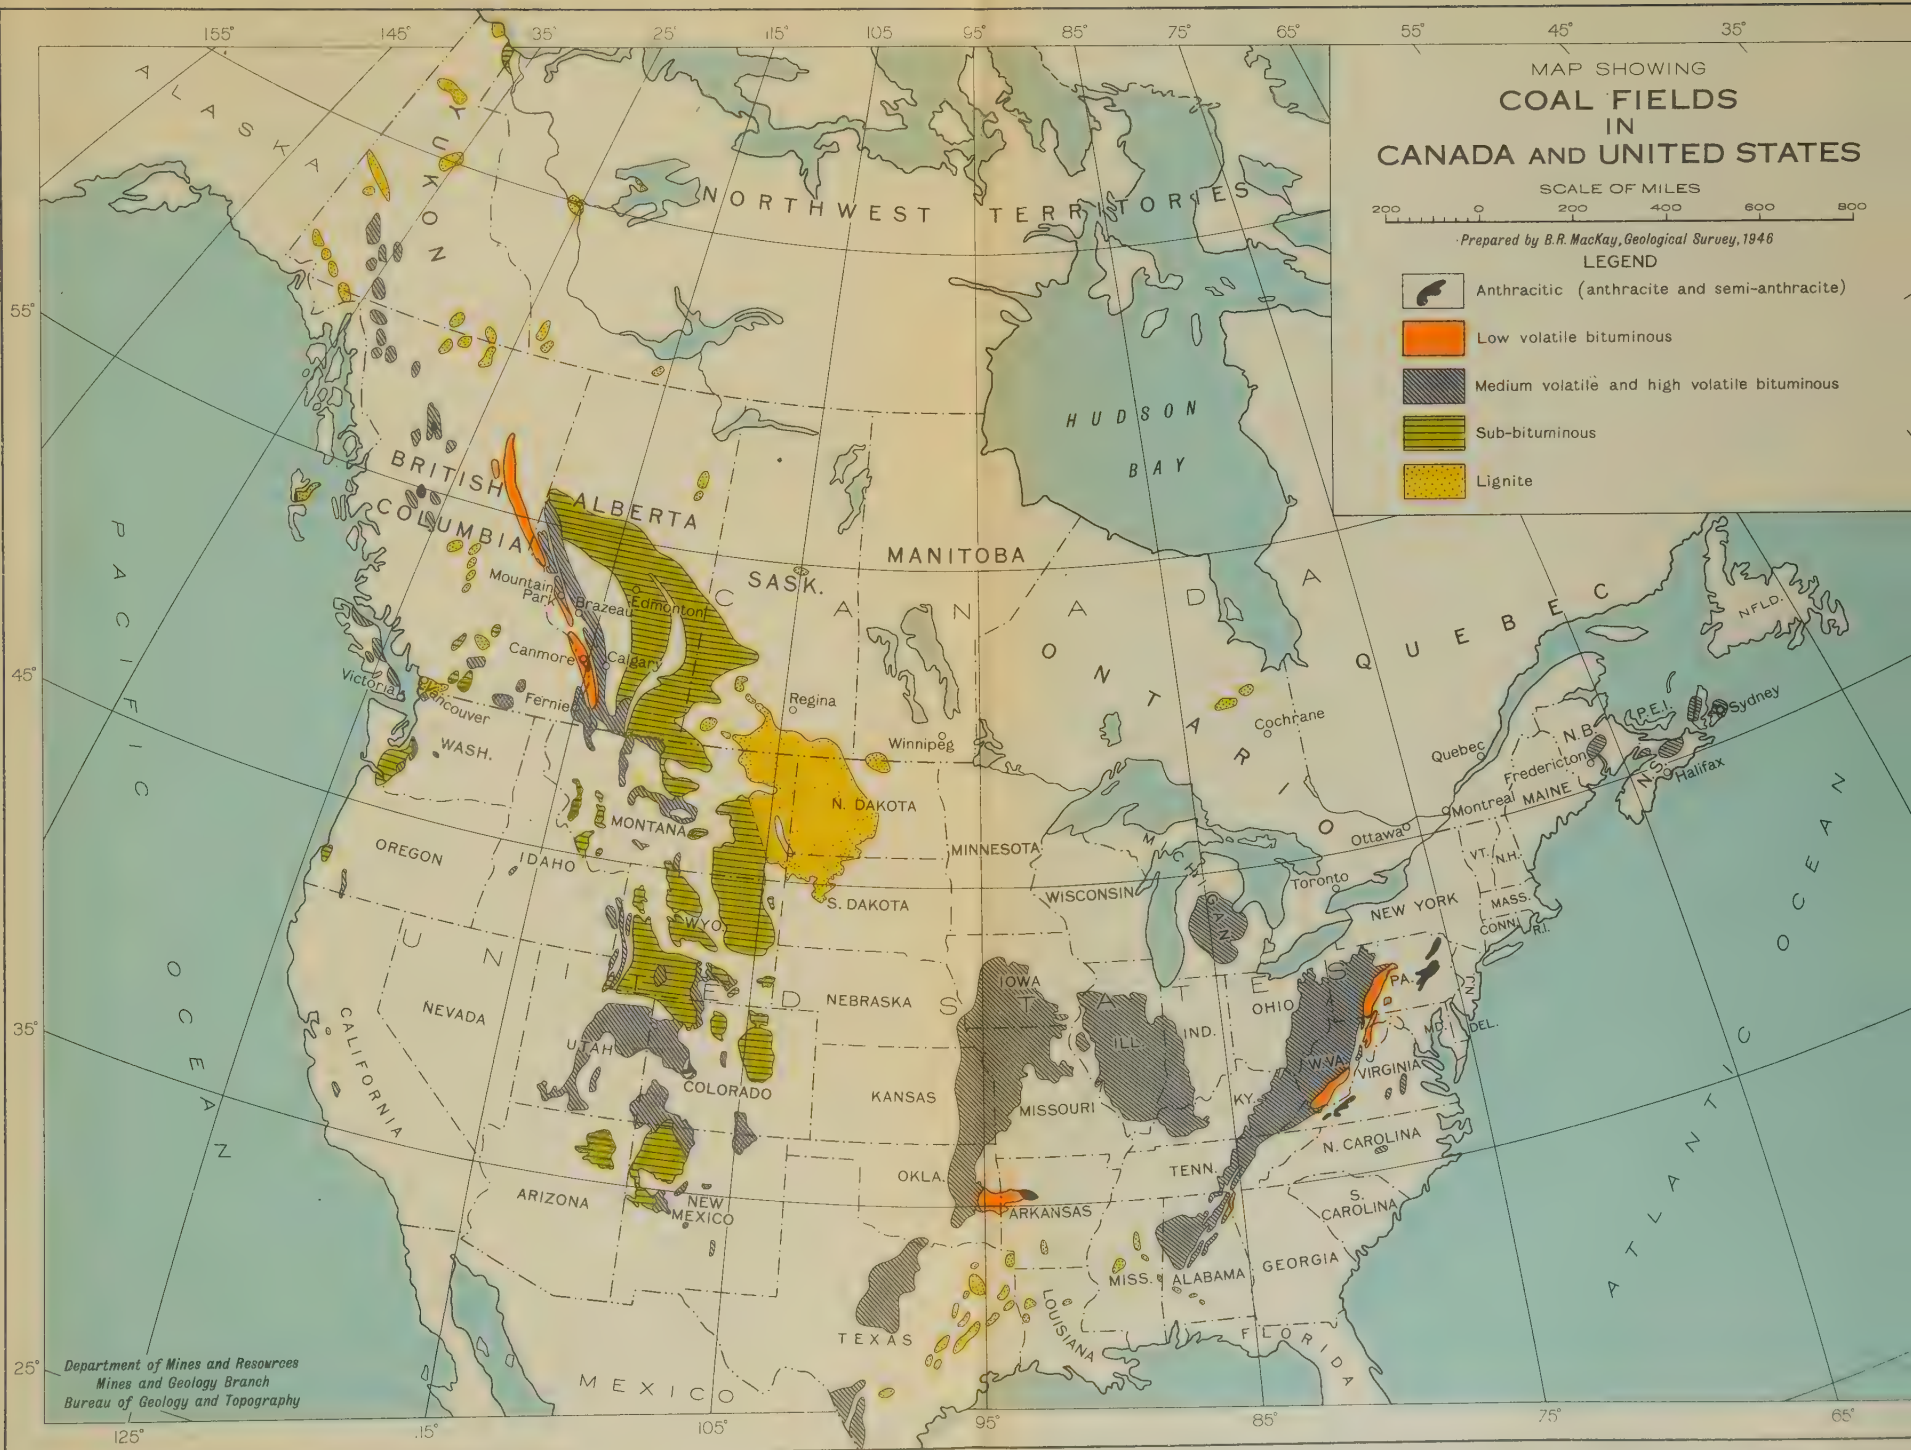 155°
145°
35°
25°
115°
105
95°
85°
75°
65°
55°
45°
35°
MAP SHOWING
COAL FIELDS
IN
CANADA AND UNITED STATES
SCALE OF MILES
200 0 200 400 600 800
Prepared by B.R. MacKay, Geological Survey, 1946
LEGEND
Anthracitic (anthracite and semi-anthracite)
Low volatile bituminous
Medium volatile and high volatile bituminous
Sub-bituminous
Lignite
ALASKA
YUKON
NORTHWEST TERRITORIES
55°
HUDSON
BAY
BRITISH
COLUMBIA
ALBERTA
SASK.
MANITOBA
CANADA
ONTARIO
QUEBEC
NFLD.
PACIFIC OCEAN
Mountain
Park
Brazeau
Edmonton
Canmore
Calgary
45°
Victoria
Vancouver
Fernie
Regina
Winnipeg
Cochrane
Quebec
P.E.I.
Sydney
N.B.
Fredericton
N.S.
Halifax
Montreal
MAINE
Ottawa
Toronto
WASH.
MONTANA
N. DAKOTA
MINNESOTA
OREGON
IDAHO
WISCONSIN
MICHIGAN
VT.
N.H.
MASS.
CONN.
R.I.
NEW YORK
S. DAKOTA
WYO.
UNITED STATES
NEVADA
NEBRASKA
IOWA
OHIO
PA.
N.J.
MD.
DEL.
35°
CALIFORNIA
UTAH
COLORADO
KANSAS
MISSOURI
ILL.
IND.
KY.
W.VA.
VIRGINIA
N. CAROLINA
TENN.
ARIZONA
NEW
MEXICO
OKLA.
ARKANSAS
S.
CAROLINA
MISS.
ALABAMA
GEORGIA
TEXAS
LOUISIANA
FLORIDA
ATLANTIC OCEAN
MEXICO
25°
Department of Mines and Resources
Mines and Geology Branch
Bureau of Geology and Topography
125°
15°
105°
95°
85°
75°
65°